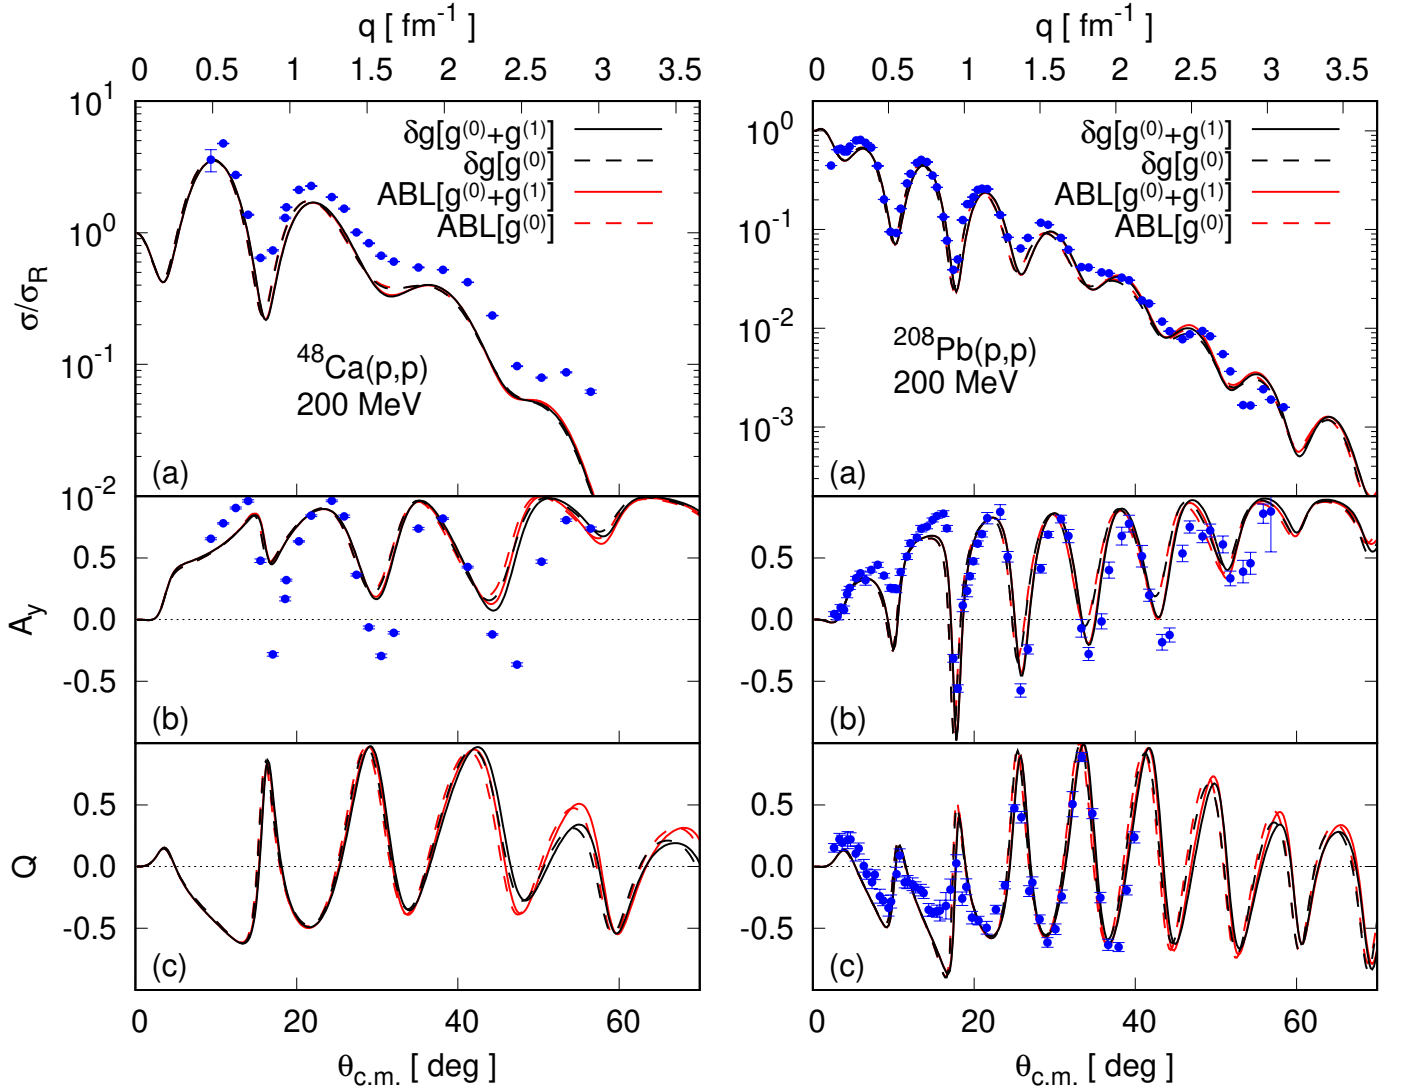 q [ fm-1 ]
0 0.5 1 1.5 2 2.5 3 3.5
10^1
10^0
10^-1
10^-2
σ/σR
δg[g(0)+g(1)]
δg[g(0)]
ABL[g(0)+g(1)]
ABL[g(0)]
48Ca(p,p)
200 MeV
(a)
0.5
0.0
-0.5
Ay
(b)
0.5
0.0
-0.5
Q
(c)
0 20 40 60
θc.m. [ deg ]
q [ fm-1 ]
0 0.5 1 1.5 2 2.5 3 3.5
10^0
10^-1
10^-2
10^-3
δg[g(0)+g(1)]
δg[g(0)]
ABL[g(0)+g(1)]
ABL[g(0)]
208Pb(p,p)
200 MeV
(a)
0.5
0.0
-0.5
(b)
0.5
0.0
-0.5
(c)
0 20 40 60
θc.m. [ deg ]